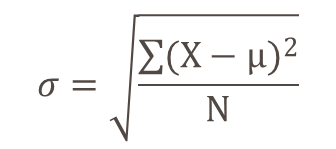 σ = √(∑(X − μ)² / N)